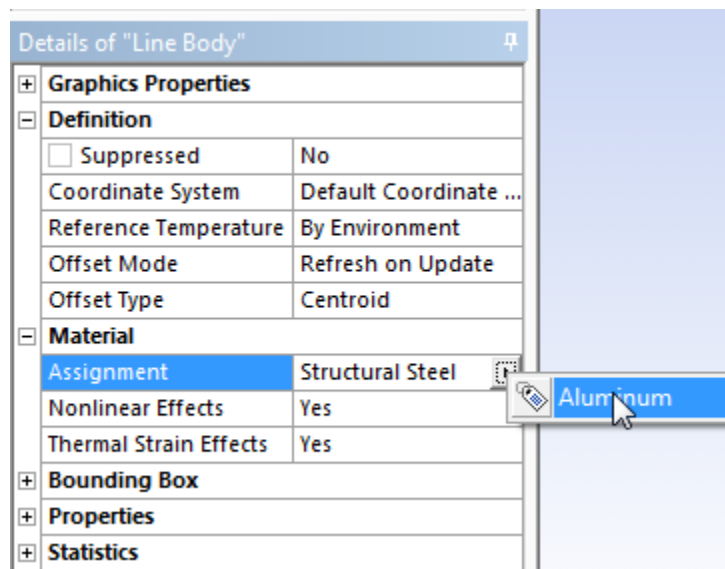 Details of "Line Body"
Graphics Properties
Definition
Suppressed No
Coordinate System Default Coordinate ...
Reference Temperature By Environment
Offset Mode Refresh on Update
Offset Type Centroid
Material
Assignment Structural Steel
Aluminum
Nonlinear Effects Yes
Thermal Strain Effects Yes
Bounding Box
Properties
Statistics